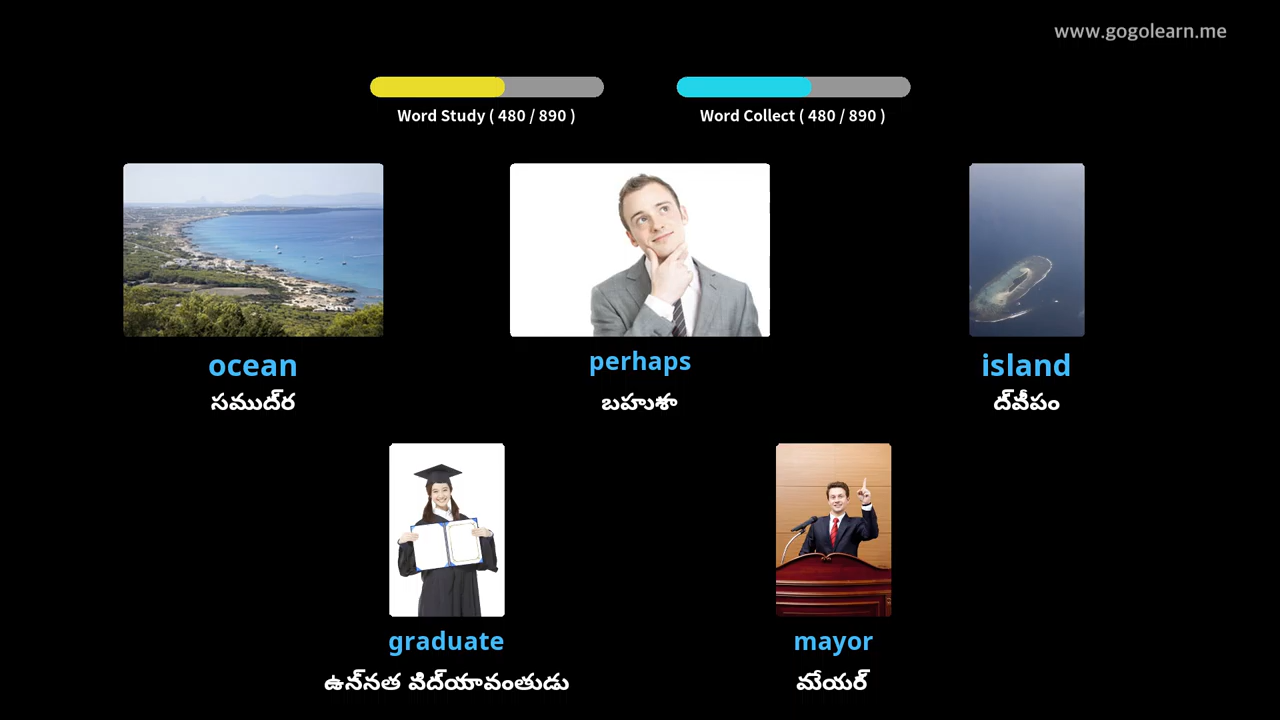 www.gogolearn.me
Word Study ( 480 / 890 )
Word Collect ( 480 / 890 )
ocean
perhaps
island
సముద్ర
బహుశా
ద్వీపం
graduate
mayor
ఉన్నత విద్యావంతుడు
మేయర్